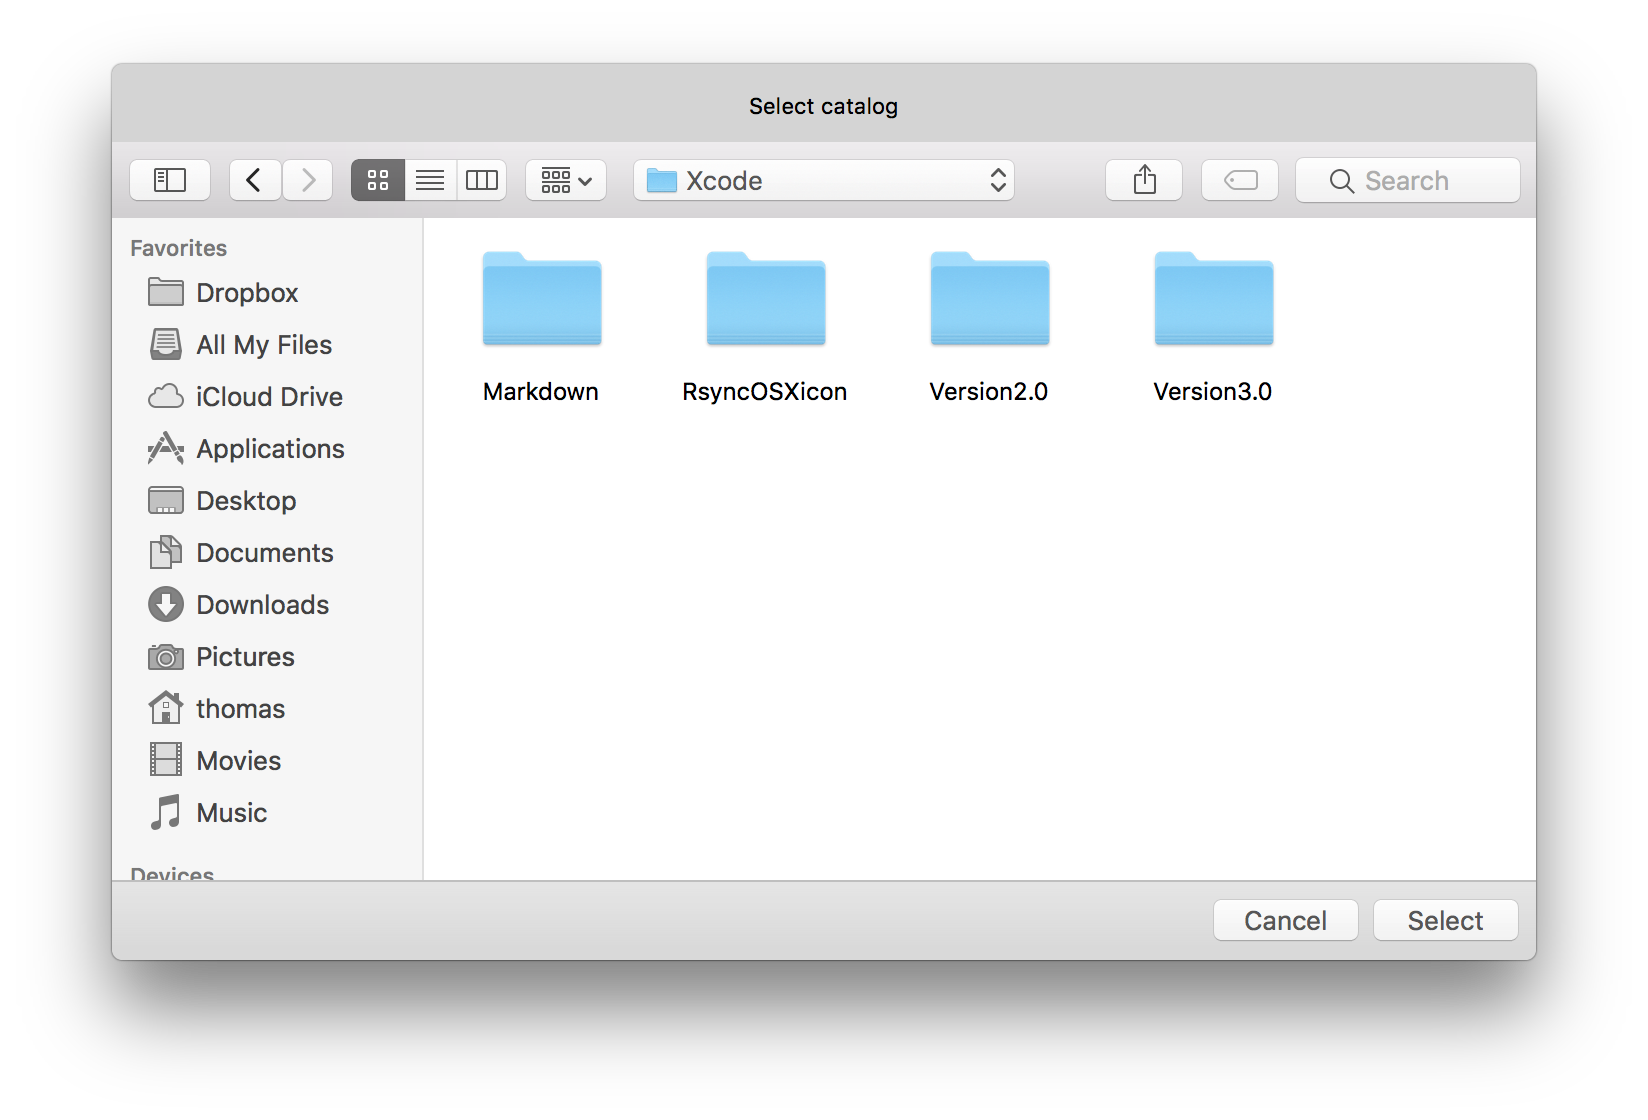 Select catalog
Xcode
Search
Favorites
Dropbox
All My Files
iCloud Drive
Applications
Desktop
Documents
Downloads
Pictures
thomas
Movies
Music
Devices
Markdown
RsyncOSXicon
Version2.0
Version3.0
Cancel
Select